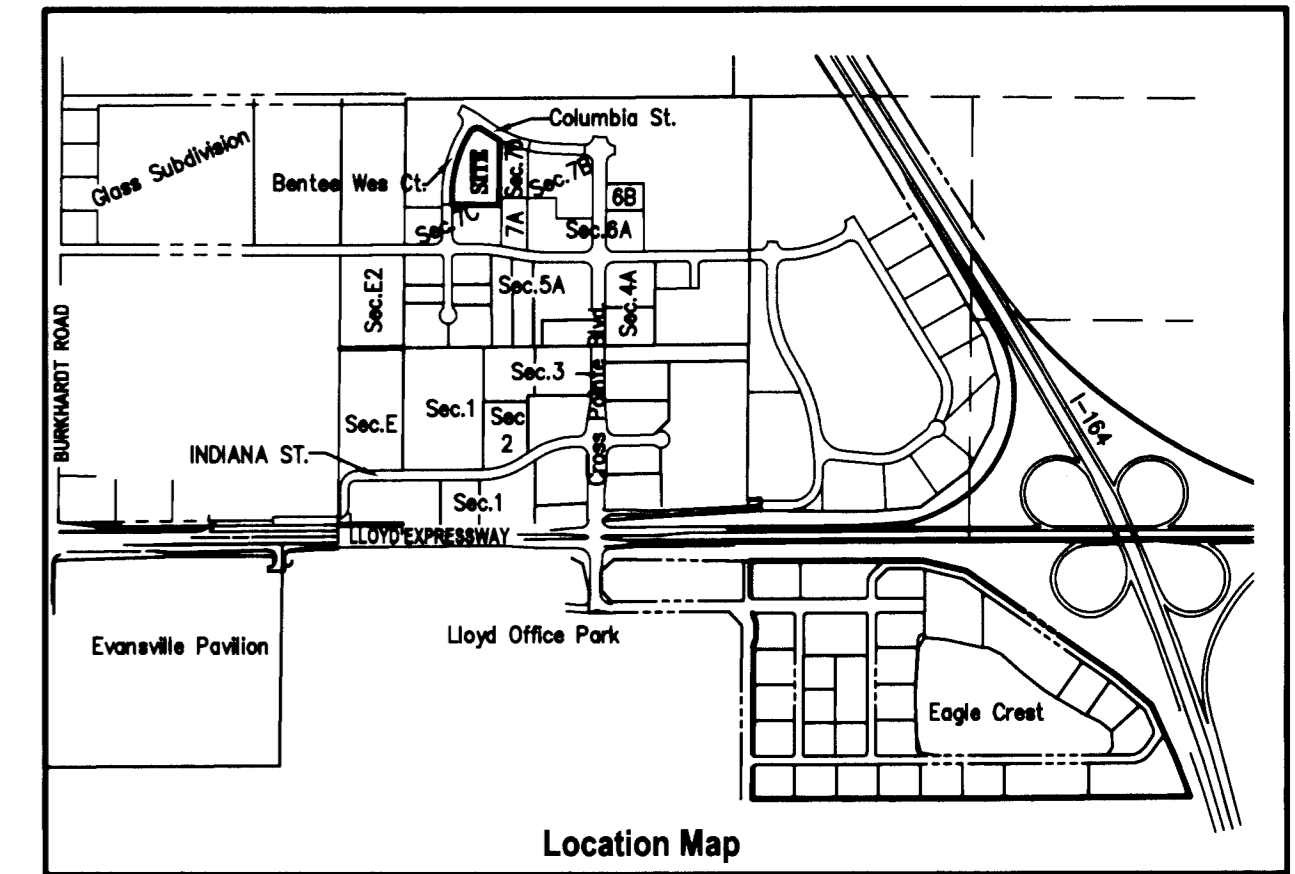 Columbia St.
Glass Subdivision
Bentee Wes Ct.
SITE
Sec.7D
Sec.7B
6B
Sec.7C
7A
Sec.6A
Sec.E2
Sec.5A
Sec.4A
BURKHARDT ROAD
Cross Pointe Blvd.
Sec.3
Sec.E
Sec.1
Sec
2
I-164
INDIANA ST.
Sec.1
LLOYD EXPRESSWAY
Evansville Pavilion
Lloyd Office Park
Eagle Crest
Location Map